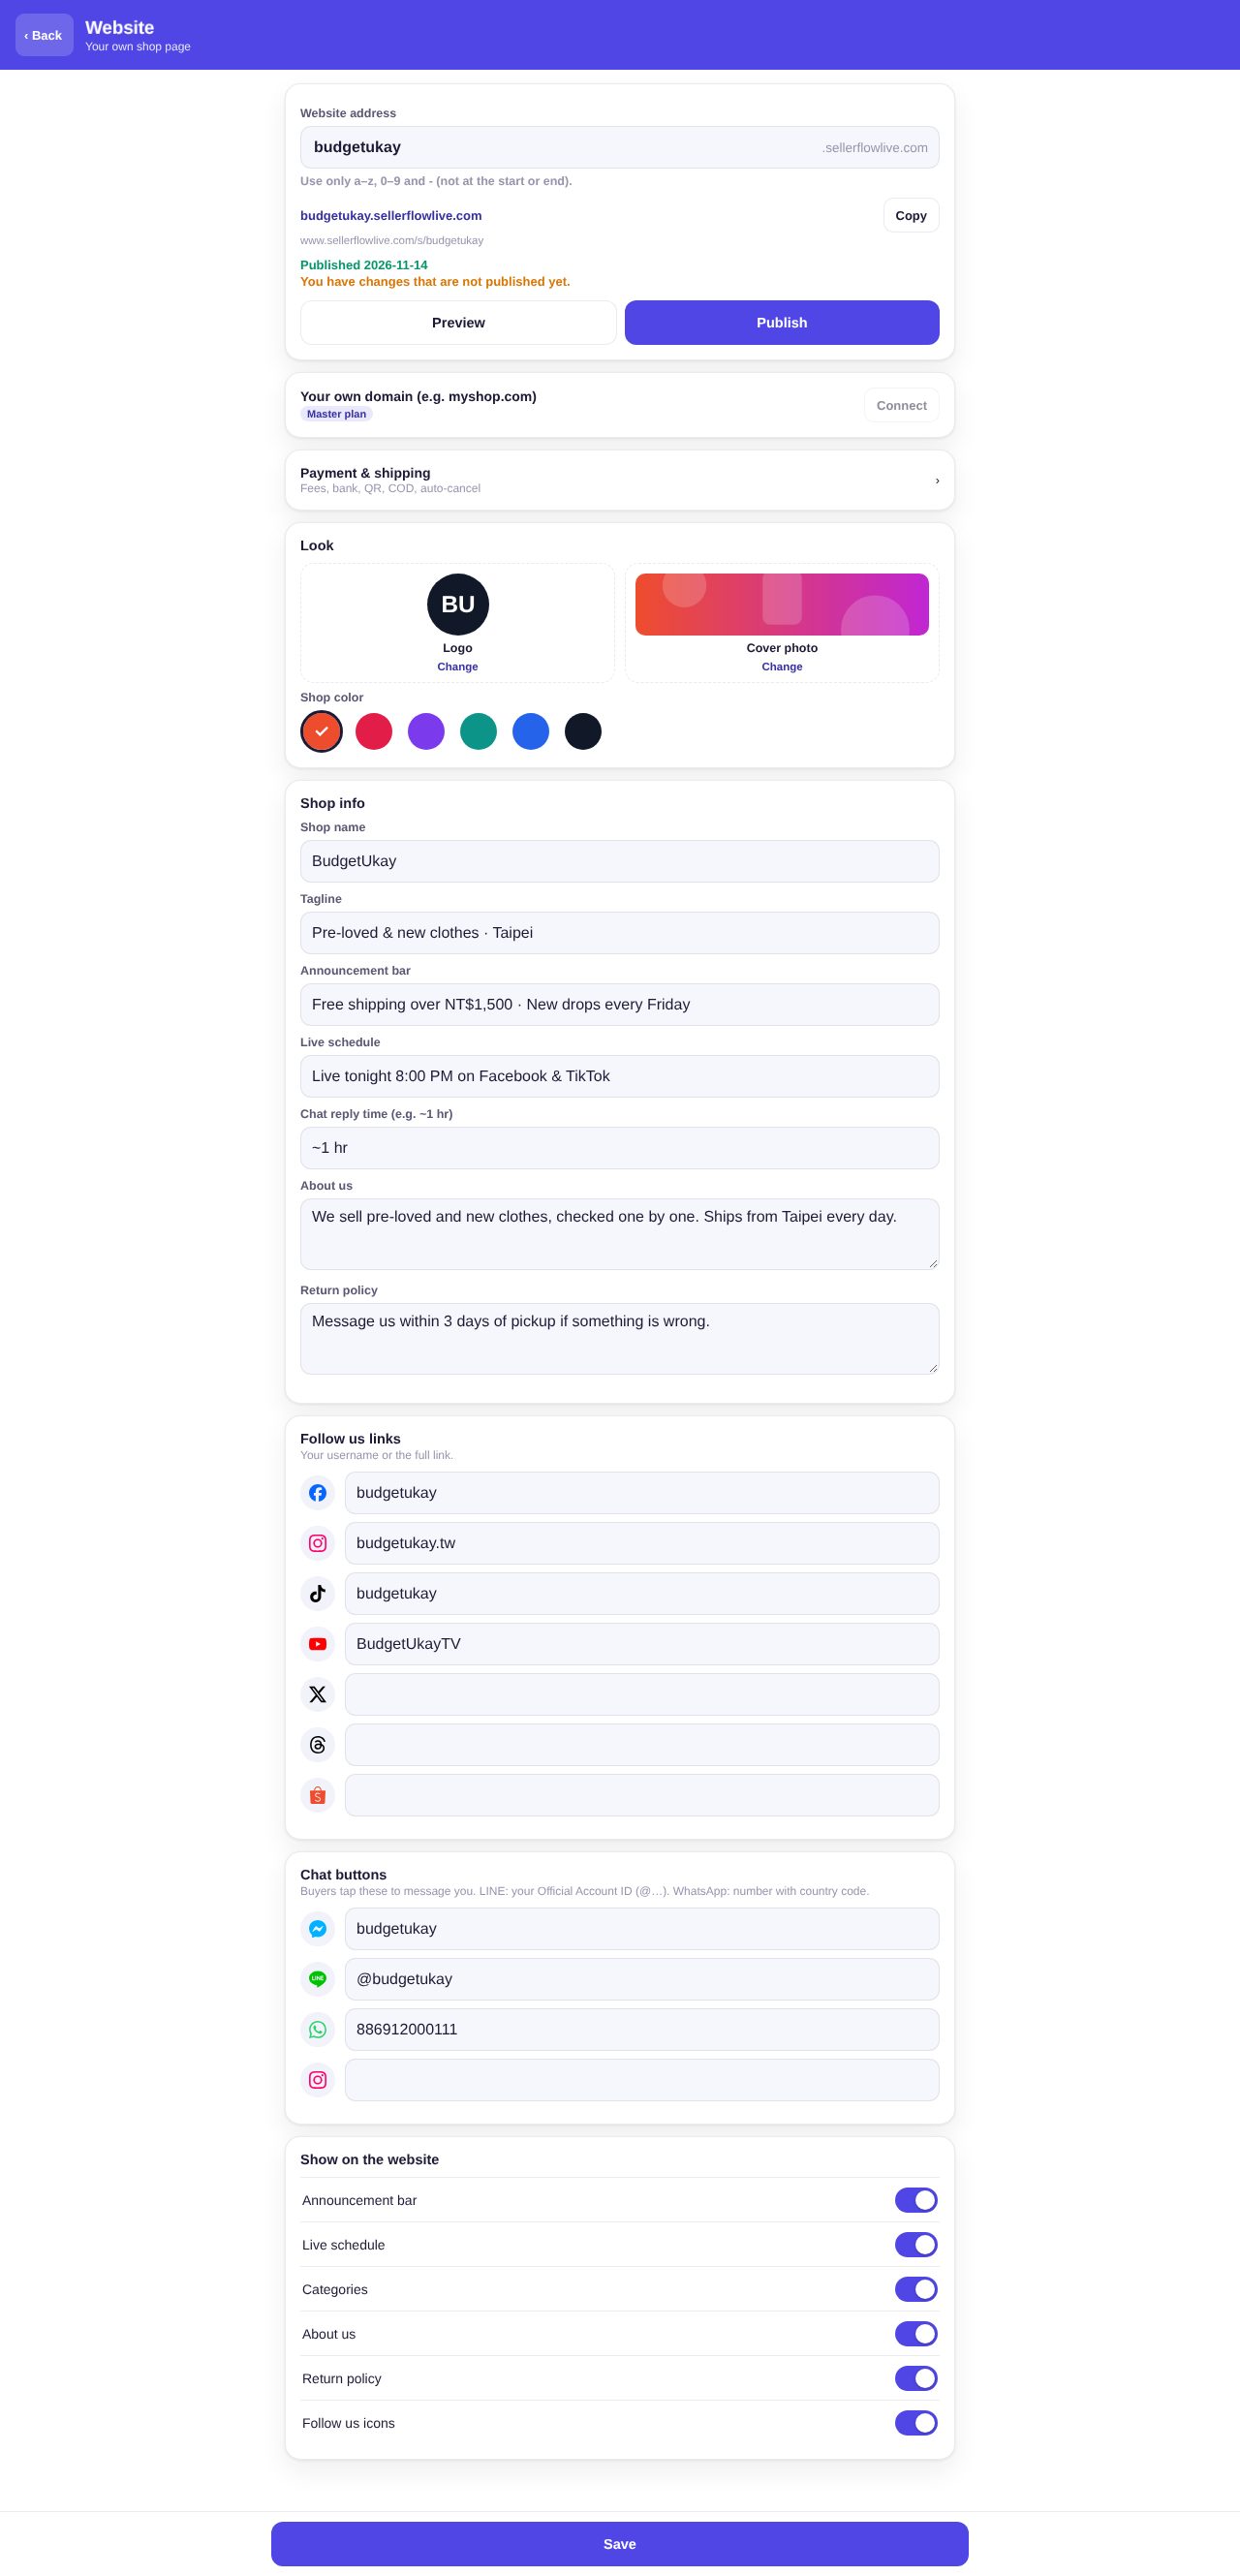 ‹ Back
Website
Your own shop page
Website address
budgetukay
.sellerflowlive.com
Use only a–z, 0–9 and - (not at the start or end).
budgetukay.sellerflowlive.com
Copy
www.sellerflowlive.com/s/budgetukay
Published 2026-11-14
You have changes that are not published yet.
Preview
Publish
Your own domain (e.g. myshop.com)
Master plan
Connect
Payment & shipping
Fees, bank, QR, COD, auto-cancel
›
Look
BU
Logo
Change
Cover photo
Change
Shop color
Shop info
Shop name
BudgetUkay
Tagline
Pre-loved & new clothes · Taipei
Announcement bar
Free shipping over NT$1,500 · New drops every Friday
Live schedule
Live tonight 8:00 PM on Facebook & TikTok
Chat reply time (e.g. ~1 hr)
~1 hr
About us
We sell pre-loved and new clothes, checked one by one. Ships from Taipei every day.
Return policy
Message us within 3 days of pickup if something is wrong.
Follow us links
Your username or the full link.
budgetukay
budgetukay.tw
budgetukay
BudgetUkayTV
Chat buttons
Buyers tap these to message you. LINE: your Official Account ID (@…). WhatsApp: number with country code.
budgetukay
LINE
@budgetukay
886912000111
Show on the website
Announcement bar
Live schedule
Categories
About us
Return policy
Follow us icons
Save